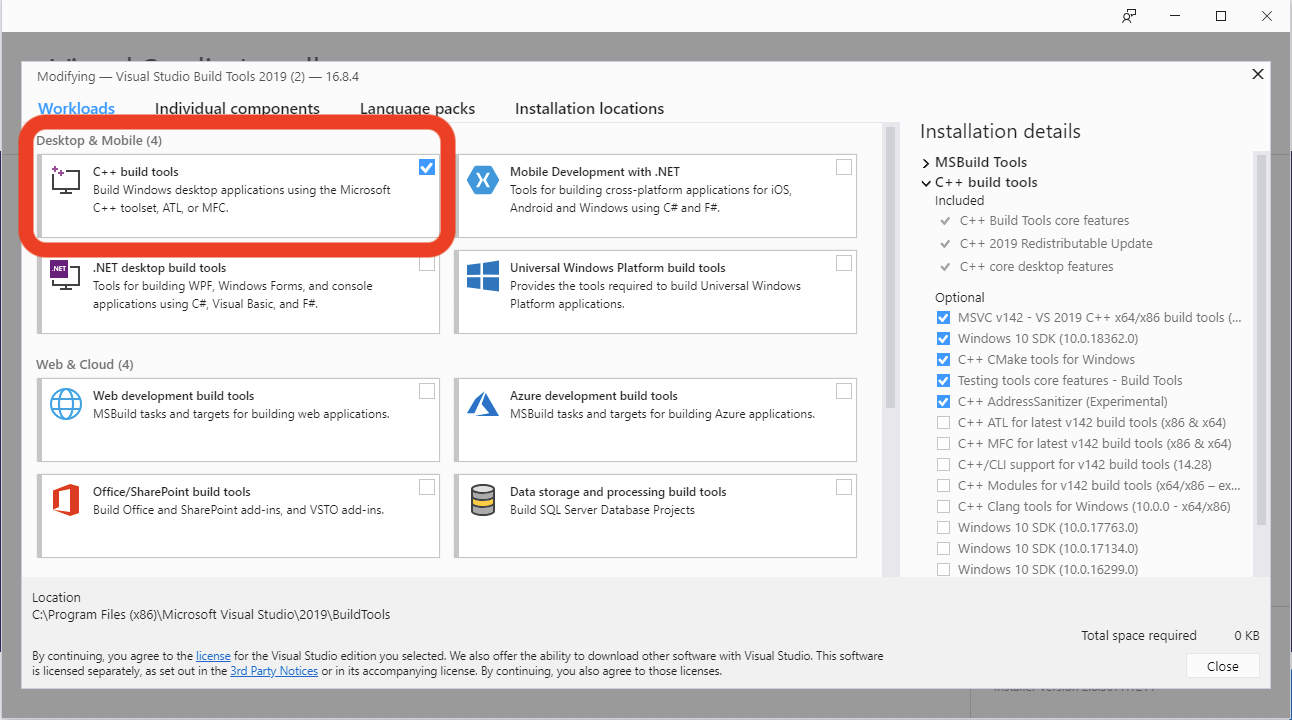 Modifying — Visual Studio Build Tools 2019 (2) — 16.8.4
Workloads
Individual components
Language packs
Installation locations
Desktop & Mobile (4)
C++ build tools
Build Windows desktop applications using the Microsoft
C++ toolset, ATL, or MFC.
Mobile Development with .NET
Tools for building cross-platform applications for iOS,
Android and Windows using C# and F#.
.NET
.NET desktop build tools
Tools for building WPF, Windows Forms, and console
applications using C#, Visual Basic, and F#.
Universal Windows Platform build tools
Provides the tools required to build Universal Windows
Platform applications.
Web & Cloud (4)
Web development build tools
MSBuild tasks and targets for building web applications.
Azure development build tools
MSBuild tasks and targets for building Azure applications.
Office/SharePoint build tools
Build Office and SharePoint add-ins, and VSTO add-ins.
Data storage and processing build tools
Build SQL Server Database Projects
Installation details
MSBuild Tools
C++ build tools
Included
C++ Build Tools core features
C++ 2019 Redistributable Update
C++ core desktop features
Optional
MSVC v142 - VS 2019 C++ x64/x86 build tools (...
Windows 10 SDK (10.0.18362.0)
C++ CMake tools for Windows
Testing tools core features - Build Tools
C++ AddressSanitizer (Experimental)
C++ ATL for latest v142 build tools (x86 & x64)
C++ MFC for latest v142 build tools (x86 & x64)
C++/CLI support for v142 build tools (14.28)
C++ Modules for v142 build tools (x64/x86 – ex...
C++ Clang tools for Windows (10.0.0 - x64/x86)
Windows 10 SDK (10.0.17763.0)
Windows 10 SDK (10.0.17134.0)
Windows 10 SDK (10.0.16299.0)
Location
C:\Program Files (x86)\Microsoft Visual Studio\2019\BuildTools
Total space required 0 KB
By continuing, you agree to the license for the Visual Studio edition you selected. We also offer the ability to download other software with Visual Studio. This software
is licensed separately, as set out in the 3rd Party Notices or in its accompanying license. By continuing, you also agree to those licenses.
Close